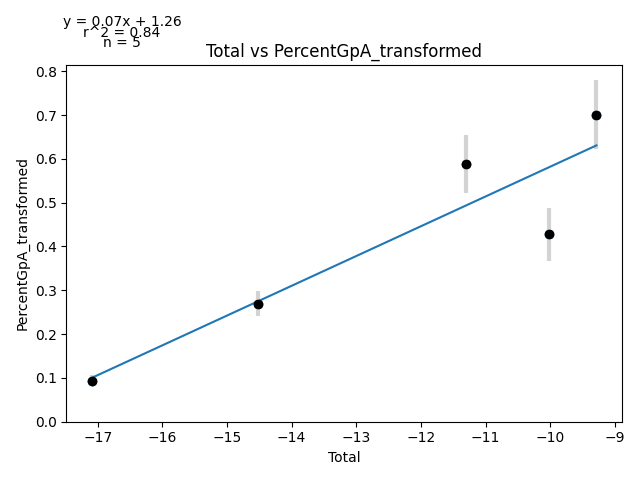 y = 0.07x + 1.26
r^2 = 0.84
n = 5
Total vs PercentGpA_transformed
PercentGpA_transformed
0.8
0.7
0.6
0.5
0.4
0.3
0.2
0.1
0.0
−17 −16 −15 −14 −13 −12 −11 −10 −9
Total